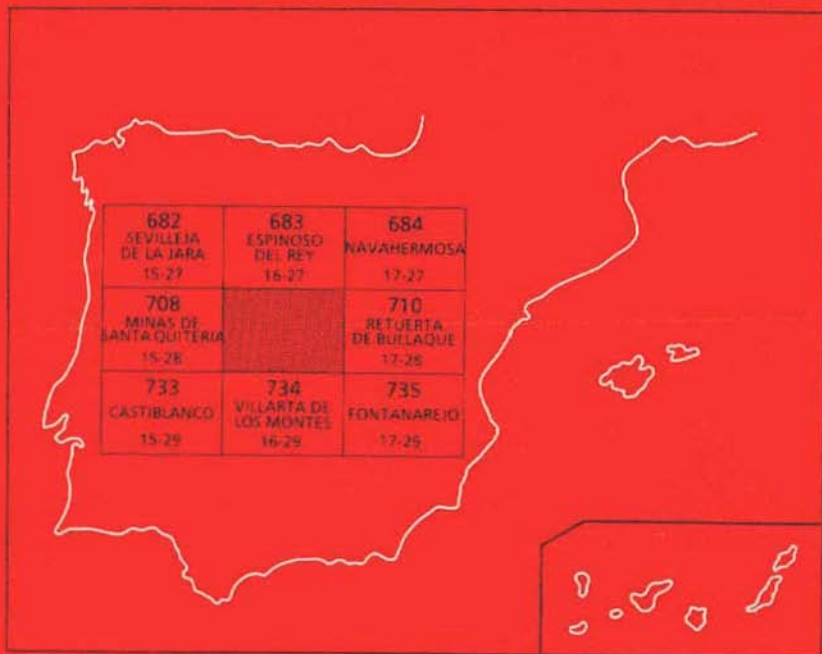 682
SEVILLEJA
DE LA JARA
15-27
683
ESPINOSO
DEL REY
16-27
684
NAVAHERMOSA
17-27
708
MINAS DE
SANTA QUITERIA
15-28
710
RETUERTA
DE BULLAQUE
17-28
733
CASTIBLANCO
15-29
734
VILLARTA DE
LOS MONTES
16-29
735
FONTANAREJO
17-29